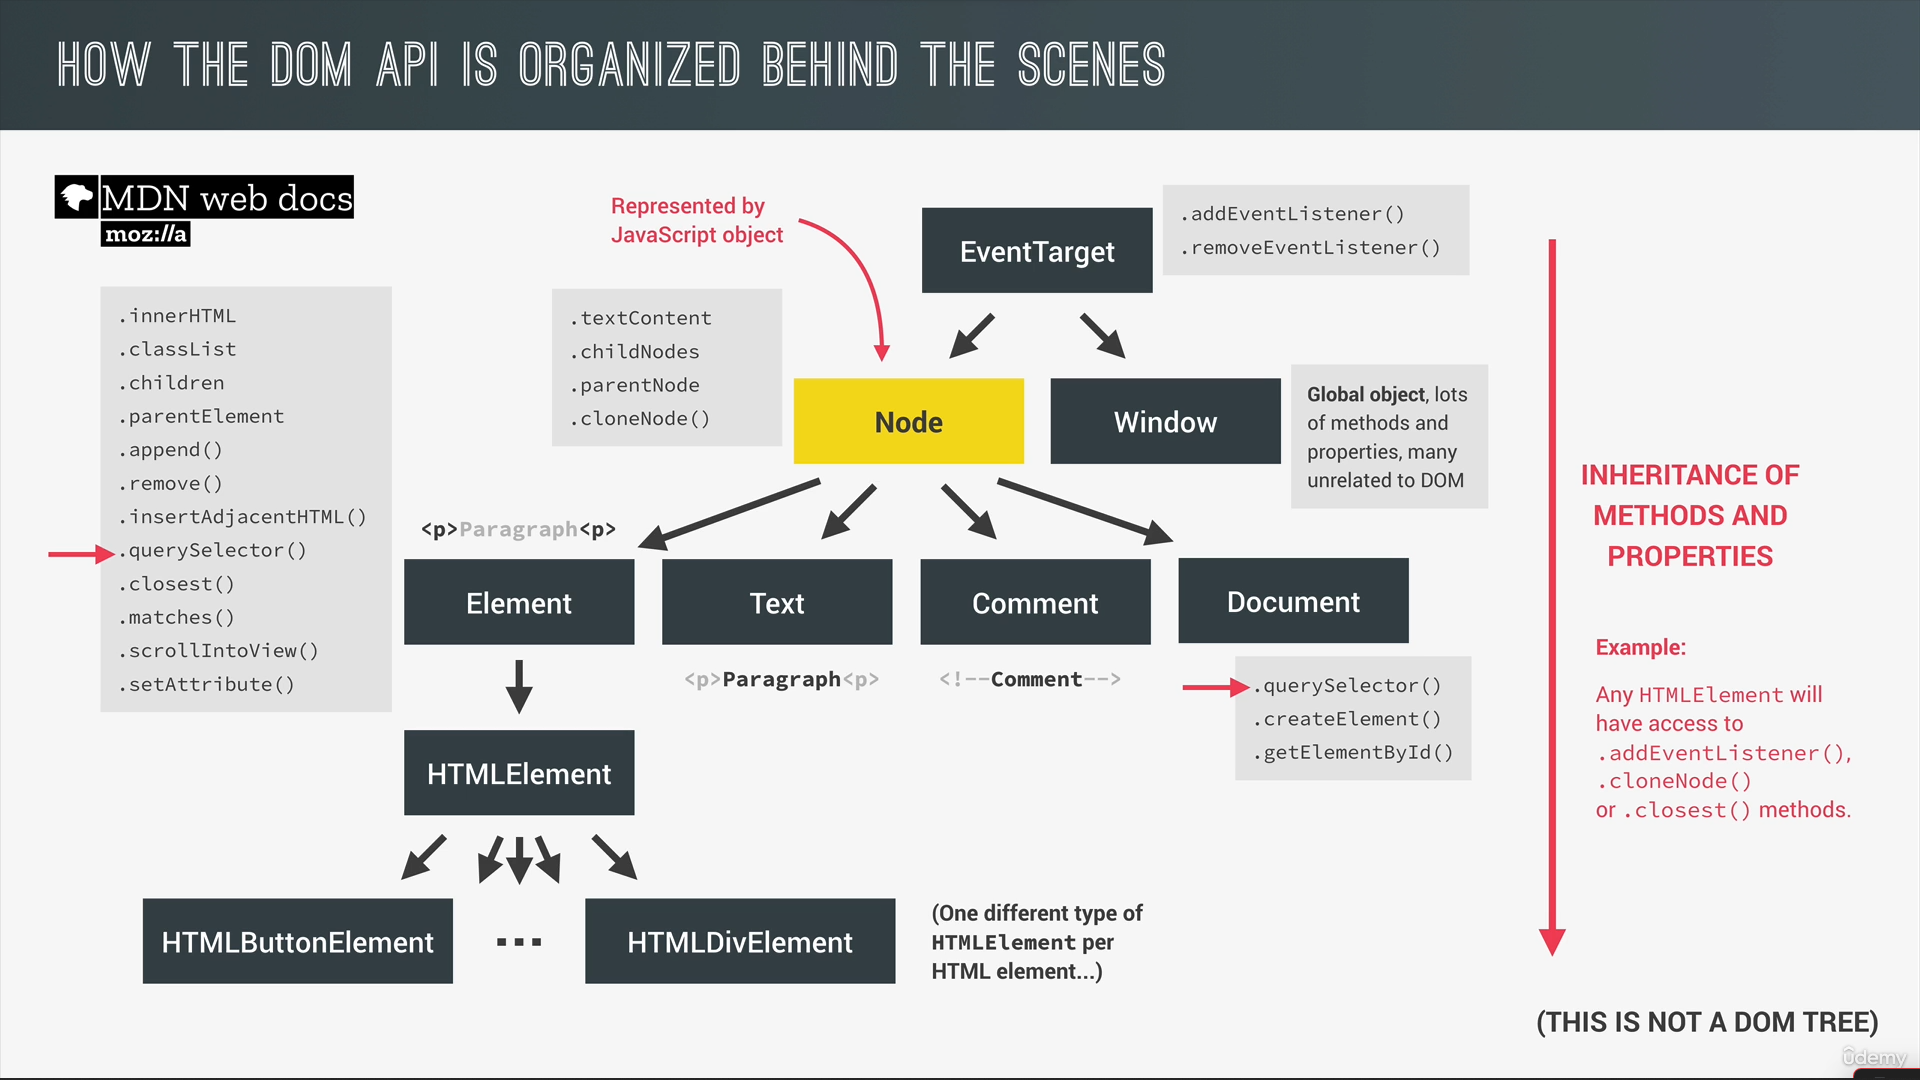 HOW THE DOM API IS ORGANIZED BEHIND THE SCENES
MDN web docs
moz://a
Represented by
JavaScript object
EventTarget
.addEventListener()
.removeEventListener()
.innerHTML
.classList
.children
.parentElement
.append()
.remove()
.insertAdjacentHTML()
.querySelector()
.closest()
.matches()
.scrollIntoView()
.setAttribute()
.textContent
.childNodes
.parentNode
.cloneNode()
Node
Window
Global object, lots
of methods and
properties, many
unrelated to DOM
<p>Paragraph<p>
Element
Text
Comment
Document
<p>Paragraph<p>
<!--Comment-->
.querySelector()
.createElement()
.getElementById()
HTMLElement
HTMLButtonElement
...
HTMLDivElement
(One different type of
HTMLElement per
HTML element...)
INHERITANCE OF
METHODS AND
PROPERTIES
Example:
Any HTMLElement will
have access to
.addEventListener(),
.cloneNode()
or .closest() methods.
(THIS IS NOT A DOM TREE)
ûdemy